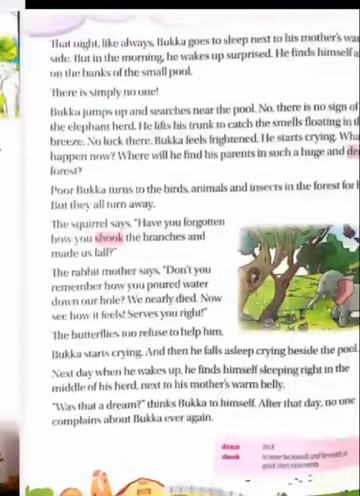 That night, like always, Bukka goes to sleep next to his mother's
side. But in the morning, he wakes up surprised. He finds himself
on the banks of the small pool.
There is simply no one!
Bukka jumps up and searches near the pool. No, there is no sign of
the elephant herd. He lifts his trunk to catch the smells floating in
breeze. No luck there. Bukka feels frightened. He starts crying.
happen now? Where will he find his parents in such a huge and
forest?
Poor Bukka turns to the birds, animals and insects in the forest for
But they all turn away.
The squirrel says, "Have you forgotten
how you shook the branches and
made us fall?"
The rabbit mother says, "Don't you
remember how you poured water
down our hole? We nearly died. Now
see how it feels! Serves you right!"
The butterflies too refuse to help him.
Bukka starts crying. And then he falls asleep crying beside the pool.
Next day when he wakes up, he finds himself sleeping right in the
middle of his herd, next to his mother's warm belly.
"Was that a dream?" thinks Bukka to himself. After that day, no one
complains about Bukka ever again.
shook